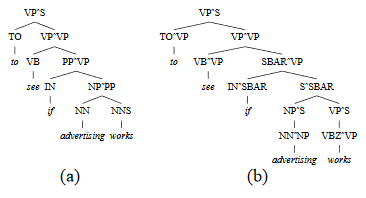 VP^S VP^S
TO VP^VP TO^VP VP^VP
to VB PP^VP to VB^VP SBAR^VP
see IN NP^PP see IN^SBAR S^SBAR
if NN NNS if NP^S VP^S
advertising works NN^NP VBZ^VP
advertising works
(a) (b)